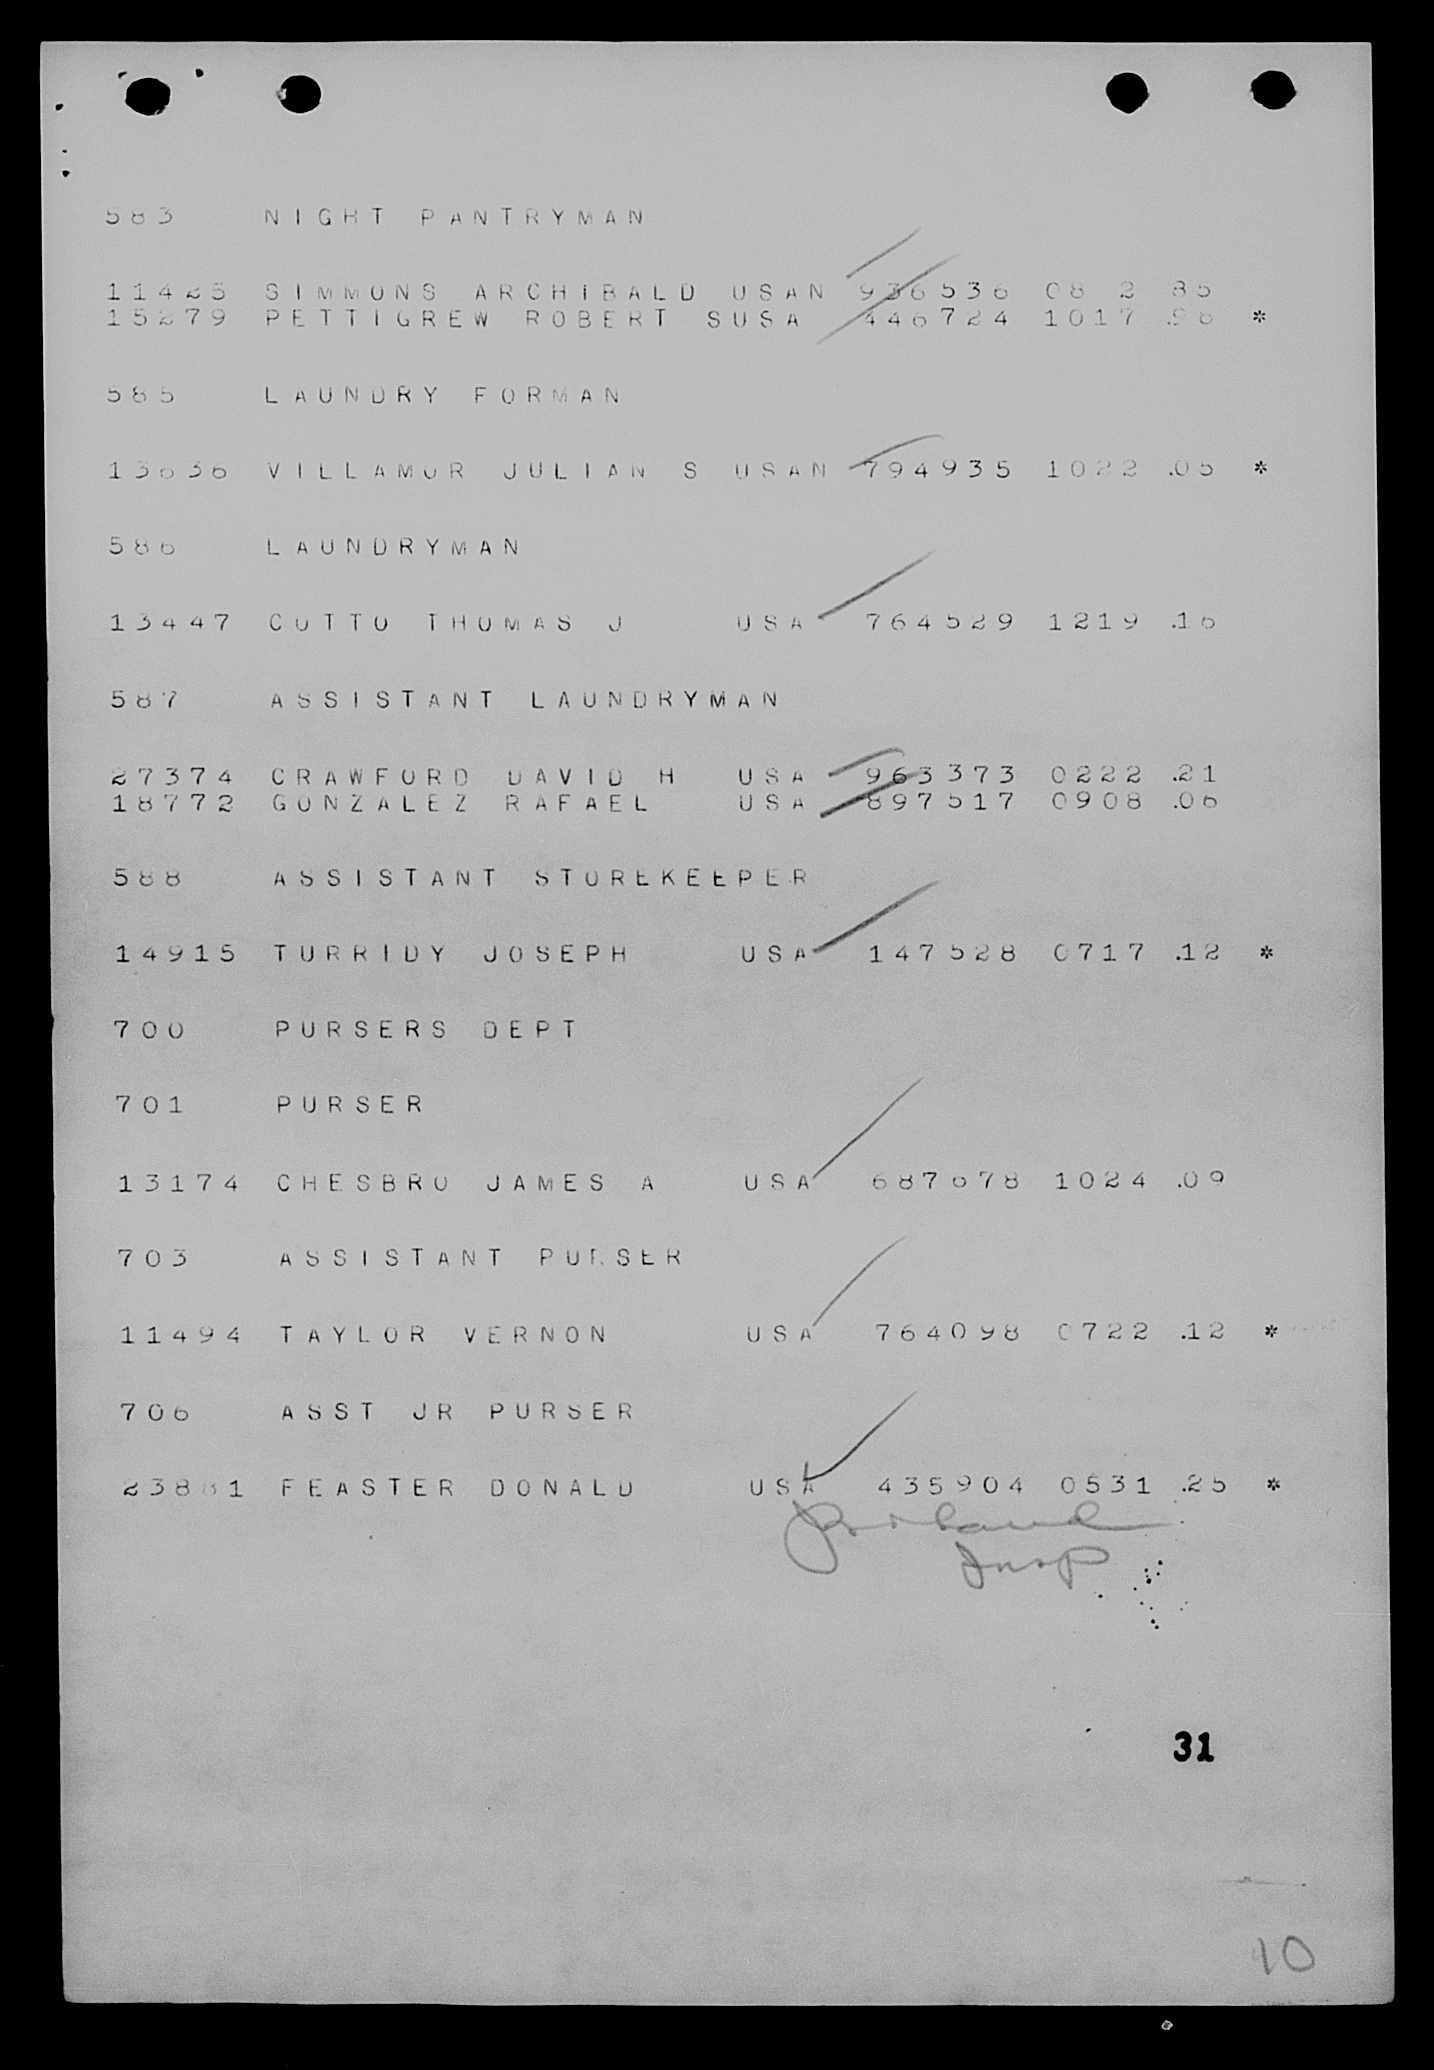 583 NIGHT PANTRYMAN
11425 SIMMONS ARCHIBALD USAN 936536 08 2 85
15279 PETTIGREW ROBERT SUSA 446724 1017 .98 *
585 LAUNDRY FORMAN
13636 VILLAMOR JULIAN S USAN 794935 1022 .05 *
586 LAUNDRYMAN
13447 COTTO THOMAS J USA 764529 1219 .16
587 ASSISTANT LAUNDRYMAN
27374 CRAWFORD DAVID H USA 963373 0222 .21
18772 GONZALEZ RAFAEL USA 897517 0908 .06
588 ASSISTANT STOREKEEPER
14915 TURRIDY JOSEPH USA 147528 0717 .12 *
700 PURSERS DEPT
701 PURSER
13174 CHESBRO JAMES A USA 687678 1024 .09
703 ASSISTANT PURSER
11494 TAYLOR VERNON USA 764098 0722 .12 *
706 ASST JR PURSER
23881 FEASTER DONALD USA 435904 0531 .25 *
Insp
31
10